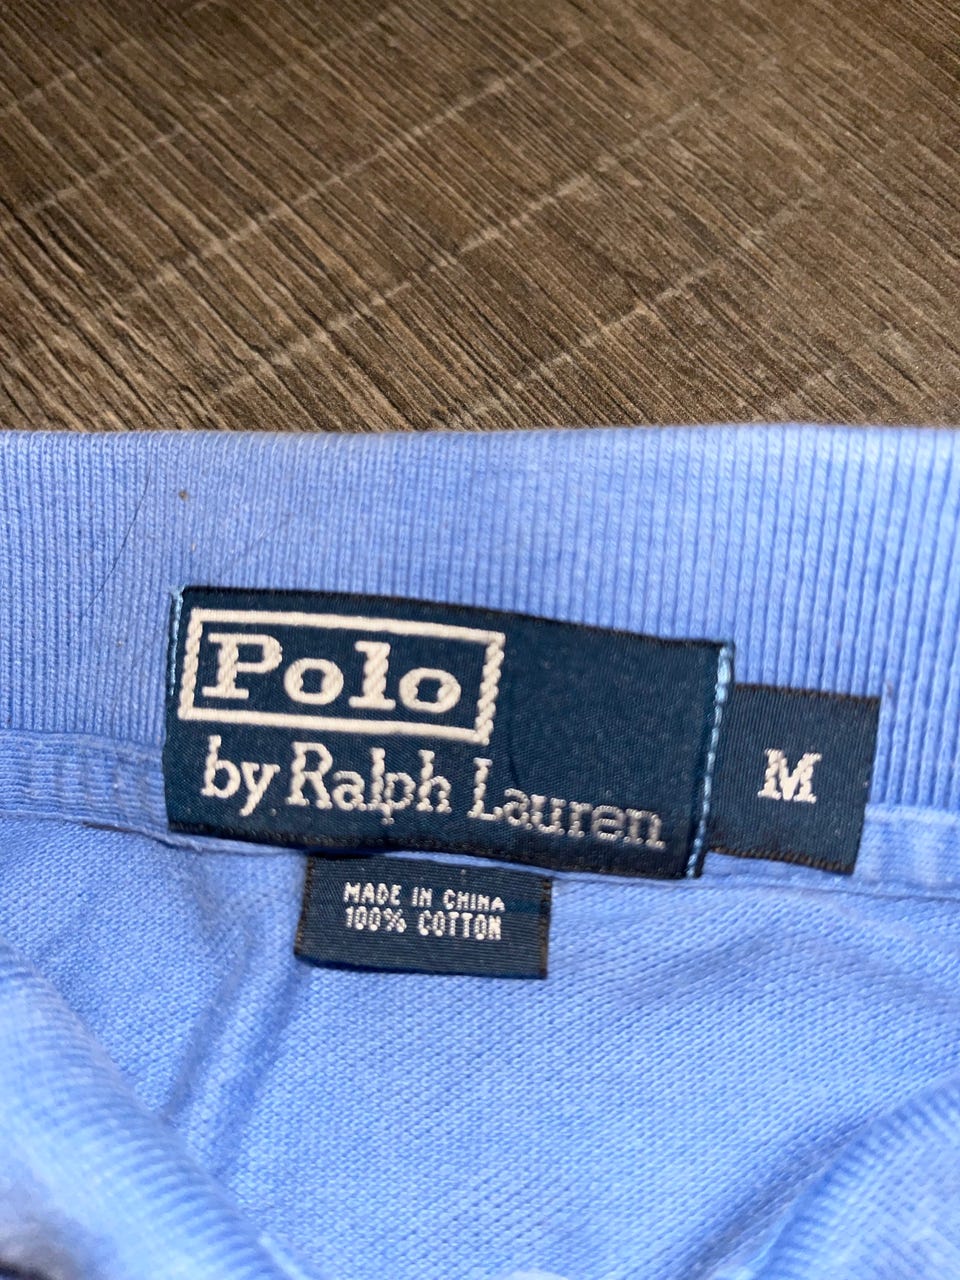 Polo
by Ralph Lauren
M
MADE IN CHINA
100% COTTON